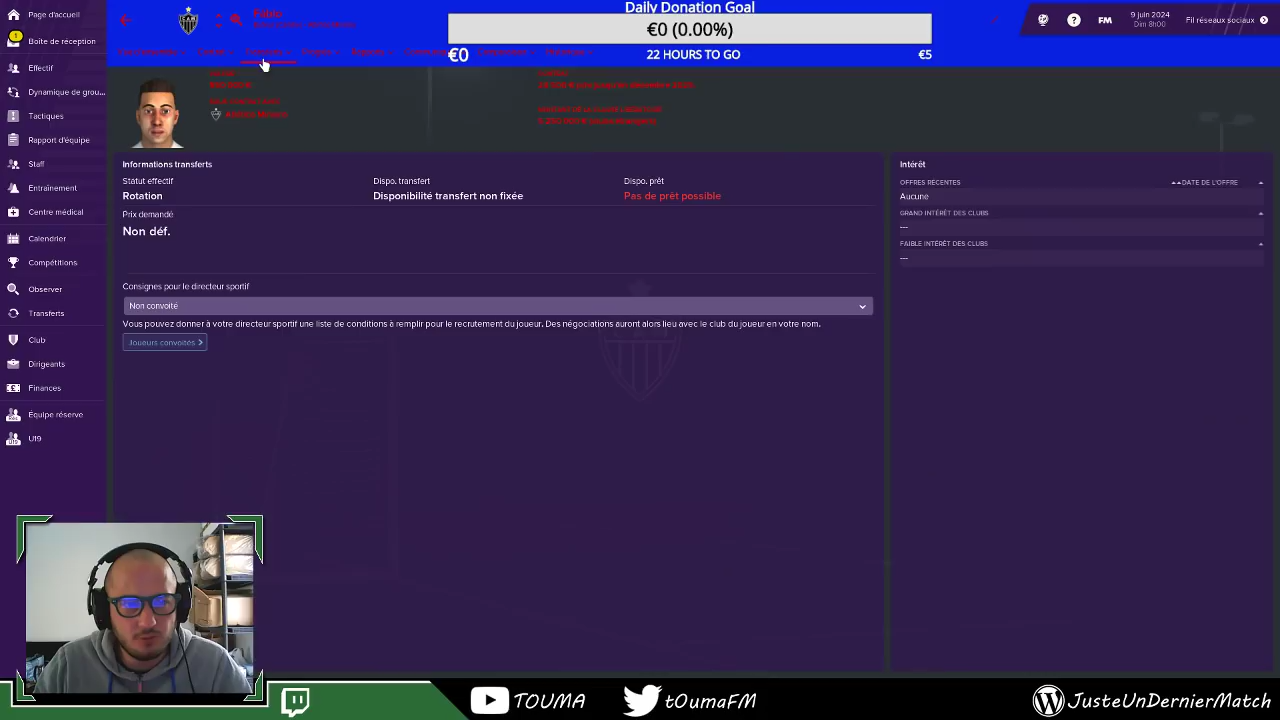 Daily Donation Goal
€0 (0.00%)
€0
22 HOURS TO GO
€5
Fábio
9 juin 2024
Dim 8h00
FM
Fil réseaux sociaux
Page d'accueil
1
Boîte de réception
Effectif
Dynamique de grou...
Tactiques
Rapport d'équipe
Staff
Entraînement
Centre médical
Calendrier
Compétitions
Observer
Transferts
Club
Dirigeants
Finances
Équipe réserve
U19
Informations transferts
Statut effectif
Dispo. transfert
Dispo. prêt
Rotation
Disponibilité transfert non fixée
Pas de prêt possible
Prix demandé
Non déf.
Consignes pour le directeur sportif
Non convoité
Vous pouvez donner à votre directeur sportif une liste de conditions à remplir pour le recrutement du joueur. Des négociations auront alors lieu avec le club du joueur en votre nom.
Joueurs convoités
Intérêt
OFFRES RÉCENTES
DATE DE L'OFFRE
Aucune
GRAND INTÉRÊT DES CLUBS
---
FAIBLE INTÉRÊT DES CLUBS
---
TOUMA
tOumaFM
JusteUnDernierMatch